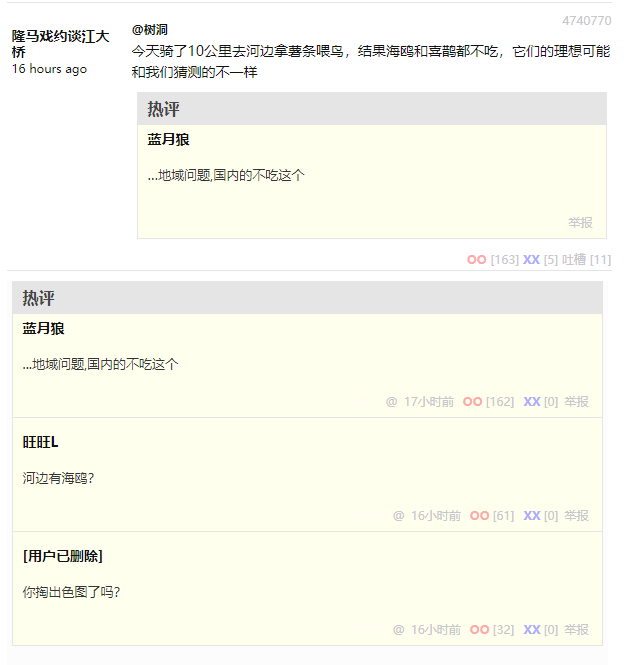 4740770
隆马戏约谈江大
桥
16 hours ago
@树洞
今天骑了10公里去河边拿薯条喂鸟，结果海鸥和喜鹊都不吃，它们的理想可能
和我们猜测的不一样
热评
蓝月狼
...地域问题,国内的不吃这个
举报
OO [163] XX [5] 吐槽 [11]
热评
蓝月狼
...地域问题,国内的不吃这个
@ 17小时前 OO [162] XX [0] 举报
旺旺L
河边有海鸥?
@ 16小时前 OO [61] XX [0] 举报
[用户已删除]
你掏出色图了吗?
@ 16小时前 OO [32] XX [0] 举报